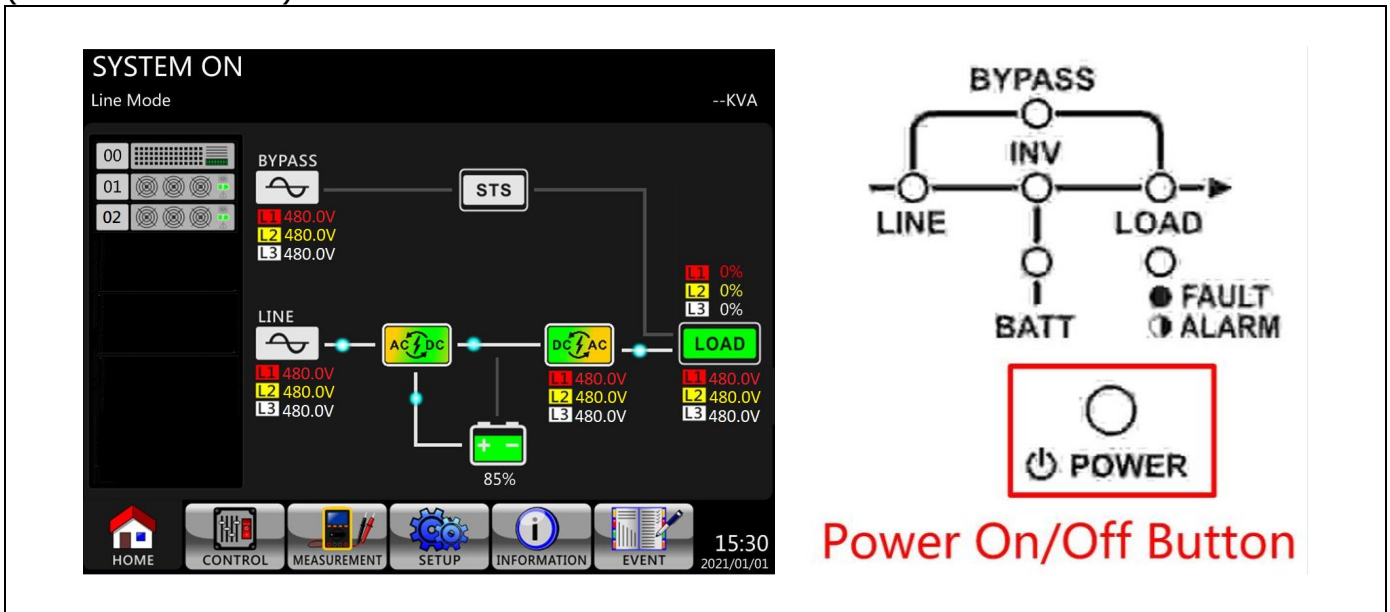 SYSTEM ON
Line Mode
--KVA
00
01
02
BYPASS
STS
L1 480.0V
L2 480.0V
L3 480.0V
L1 0%
L2 0%
L3 0%
LINE
AC DC
DC AC
LOAD
L1 480.0V
L2 480.0V
L3 480.0V
L1 480.0V
L2 480.0V
L3 480.0V
L1 480.0V
L2 480.0V
L3 480.0V
+ -
85%
HOME
CONTROL
MEASUREMENT
SETUP
INFORMATION
EVENT
15:30
2021/01/01
BYPASS
INV
LINE
LOAD
BATT
FAULT
ALARM
POWER
Power On/Off Button